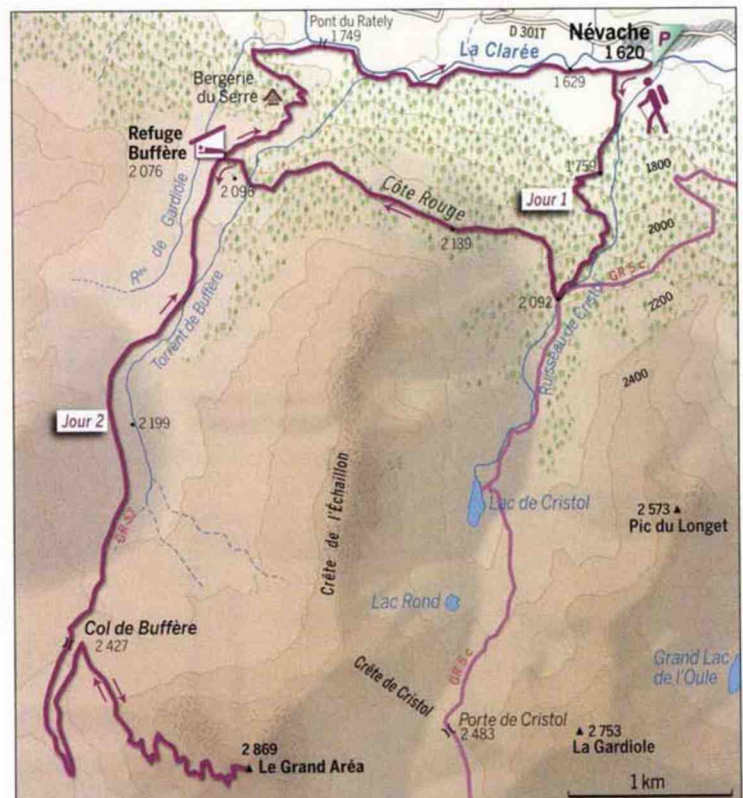 Pont du Rately
1 749
D 301T
Névache
P
1 620
La Clarée
1 629
Bergerie
du Serre
Refuge
Buffère
2 076
2 096
1 759
1800
Jour 1
Côte Rouge
2 139
2000
de Gardiole
GR 5 c
2 092
2200
Torrent de Buffère
Ruisseau de Cristol
2400
Jour 2
2 199
Crête de l'Échaillon
Lac de Cristol
2 573
Pic du Longet
GR 57
Lac Rond
Col de Buffère
2 427
Grand Lac
de l'Oule
Crête de Cristol
GR 5 c
Porte de Cristol
2 483
2 753
La Gardiole
2 869
Le Grand Aréa
1 km